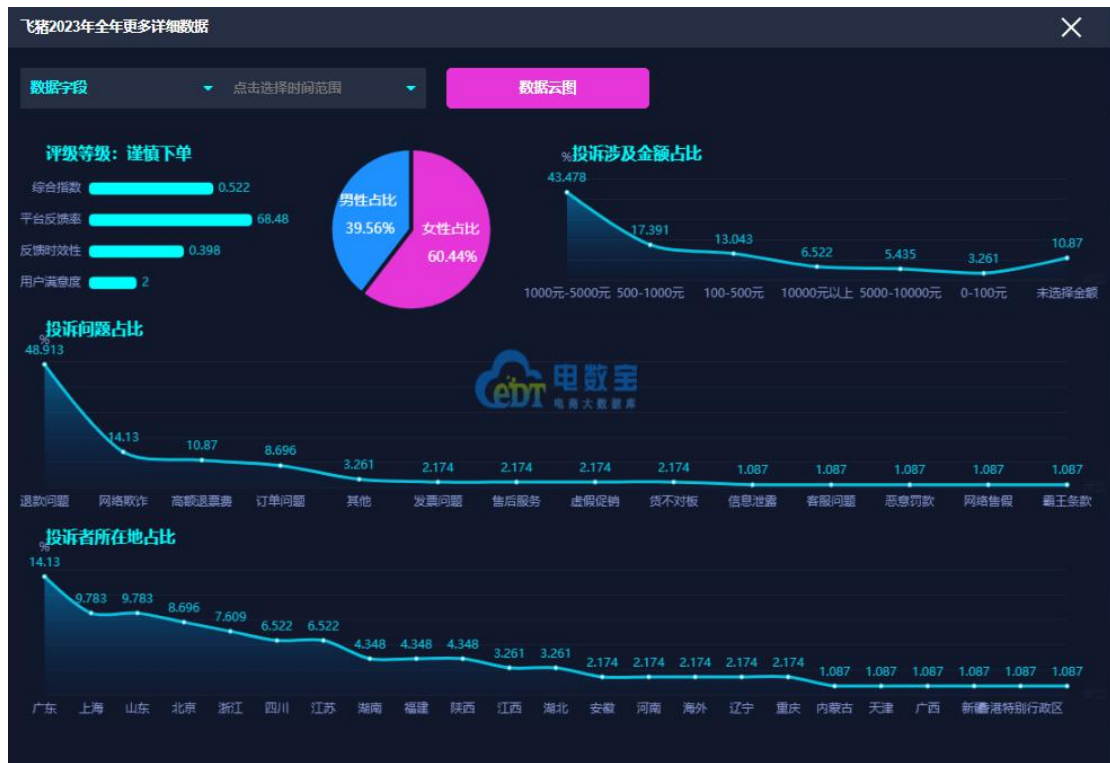 飞猪2023年全年更多详细数据
数据字段 点击选择时间范围 数据云图
评级等级：谨慎下单
综合指数 0.522
平台反馈率 68.48
反馈时效性 0.398
用户满意度 2
男性占比
39.56%
女性占比
60.44%
%投诉涉及金额占比
43.478 17.391 13.043 6.522 5.435 3.261 10.87
1000元-5000元 500-1000元 100-500元 10000元以上 5000-10000元 0-100元 未选择金额
投诉问题占比
%
48.913 14.13 10.87 8.696 3.261 2.174 2.174 2.174 2.174 1.087 1.087 1.087 1.087 1.087
退款问题 网络欺诈 高额退票费 订单问题 其他 发票问题 售后服务 虚假促销 货不对板 信息泄露 客服问题 恶意罚款 网络售假 霸王条款
ebDT 电数宝
电商大数据库
投诉者所在地占比
%
14.13 9.783 9.783 8.696 7.609 6.522 6.522 4.348 4.348 4.348 3.261 3.261 2.174 2.174 2.174 2.174 2.174 1.087 1.087 1.087 1.087 1.087 1.087
广东 上海 山东 北京 浙江 四川 江苏 湖南 福建 陕西 江西 湖北 安徽 河南 海外 辽宁 重庆 内蒙古 天津 广西 新疆 香港特别行政区